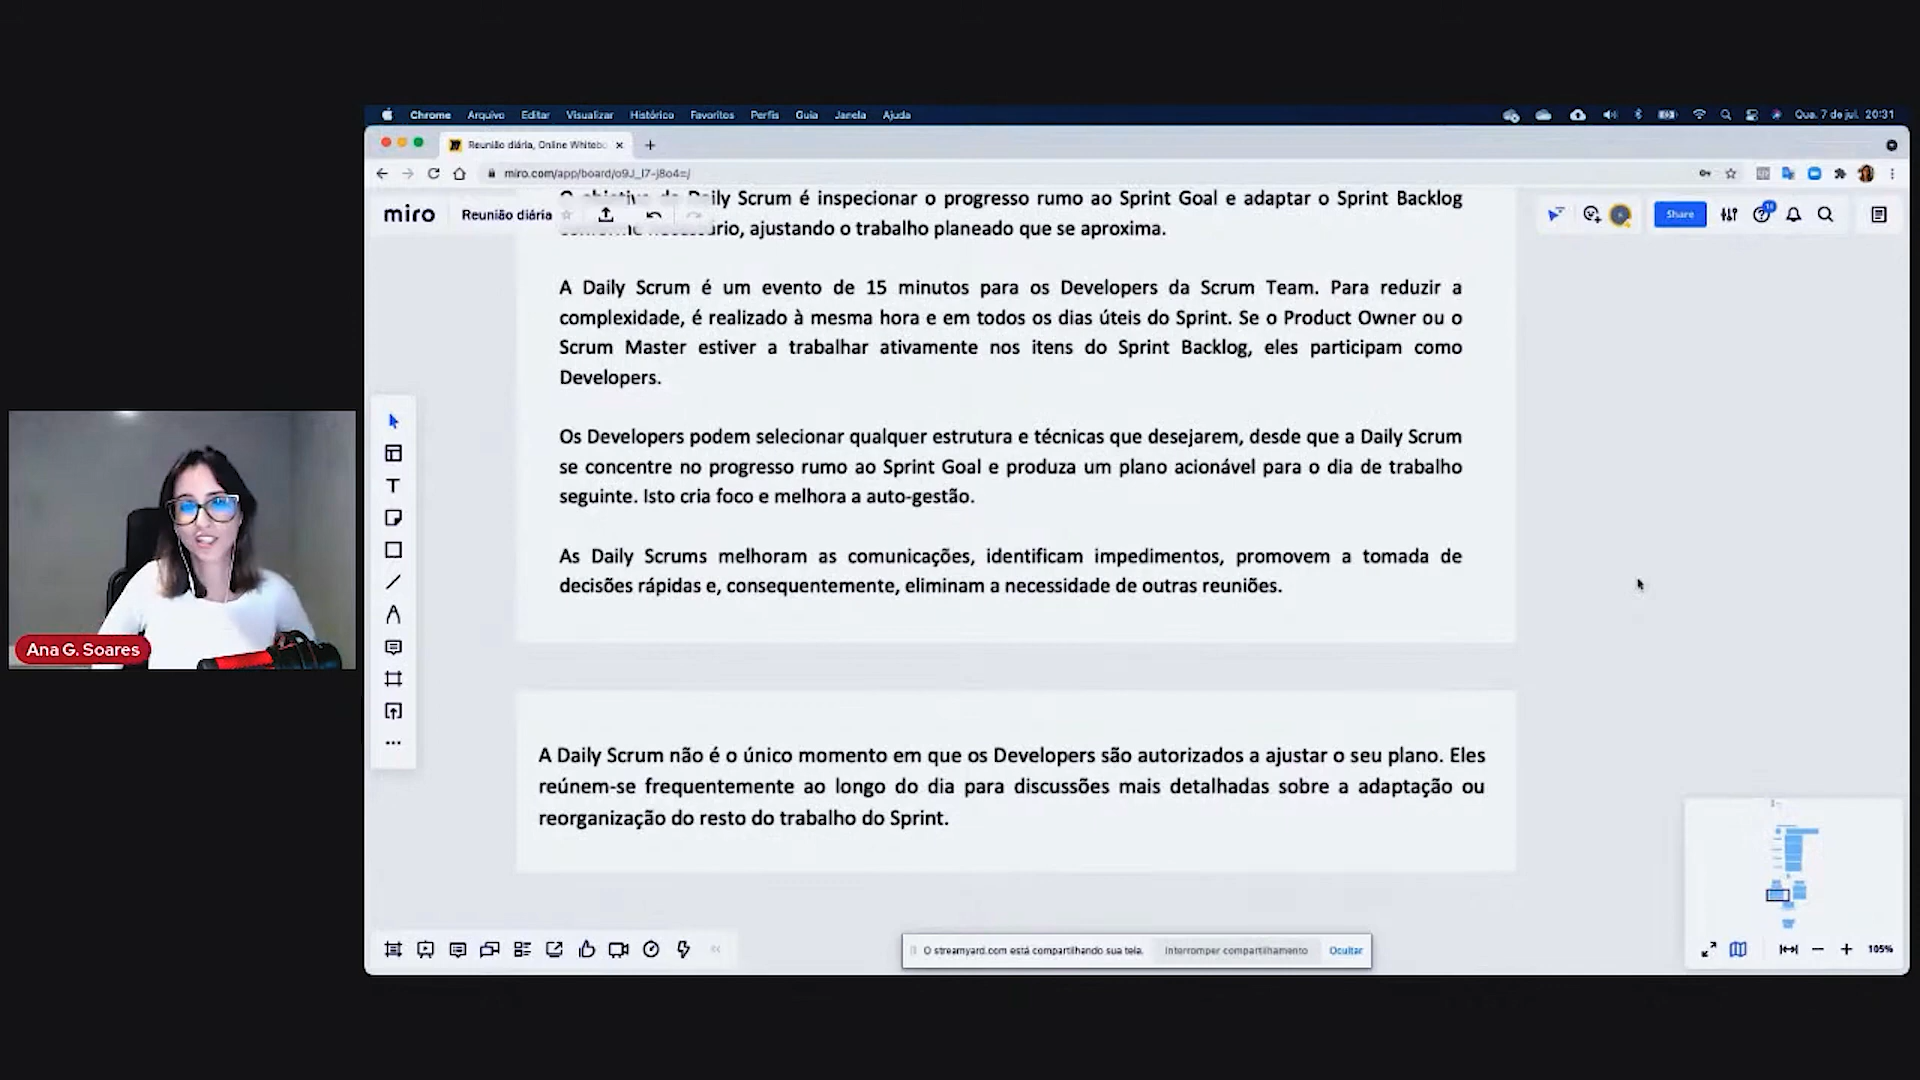 Chrome Arquivo Editar Visualizar Histórico Favoritos Perfis Guia Janela Ajuda Qua. 7 de jul. 20:31
Reunião diária, Online Whitebo
miro.com/app/board/o9J_l7-j8o4=/
miro Reunião diária Share
O objetivo da Daily Scrum é inspecionar o progresso rumo ao Sprint Goal e adaptar o Sprint Backlog
conforme necessário, ajustando o trabalho planeado que se aproxima.
A Daily Scrum é um evento de 15 minutos para os Developers da Scrum Team. Para reduzir a
complexidade, é realizado à mesma hora e em todos os dias úteis do Sprint. Se o Product Owner ou o
Scrum Master estiver a trabalhar ativamente nos itens do Sprint Backlog, eles participam como
Developers.
Os Developers podem selecionar qualquer estrutura e técnicas que desejarem, desde que a Daily Scrum
se concentre no progresso rumo ao Sprint Goal e produza um plano acionável para o dia de trabalho
seguinte. Isto cria foco e melhora a auto-gestão.
As Daily Scrums melhoram as comunicações, identificam impedimentos, promovem a tomada de
decisões rápidas e, consequentemente, eliminam a necessidade de outras reuniões.
Ana G. Soares
A Daily Scrum não é o único momento em que os Developers são autorizados a ajustar o seu plano. Eles
reúnem-se frequentemente ao longo do dia para discussões mais detalhadas sobre a adaptação ou
reorganização do resto do trabalho do Sprint.
O streamyard.com está compartilhando sua tela. Interromper compartilhamento Ocultar
105%